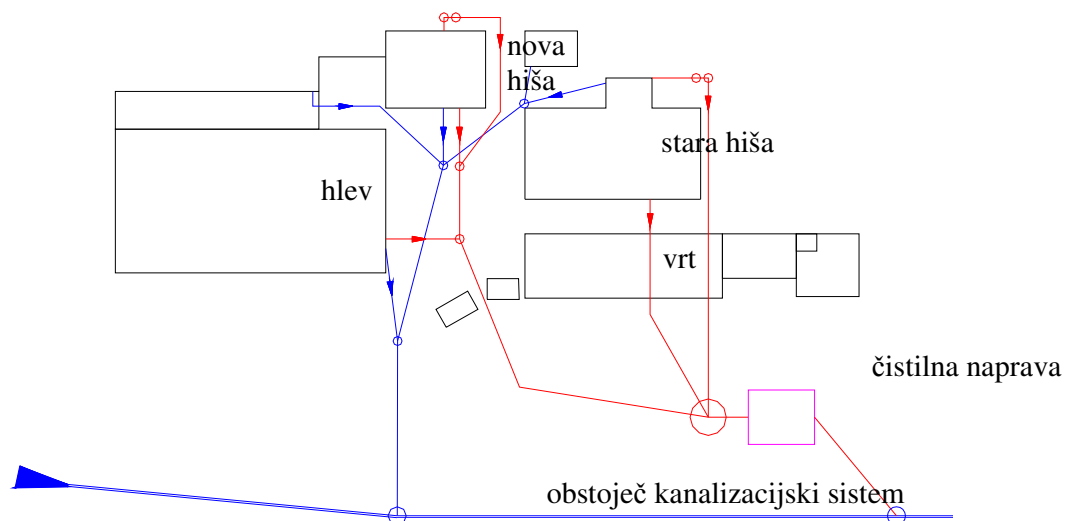 nova
hiša
stara hiša
hlev
vrt
čistilna naprava
obstoječ kanalizacijski sistem